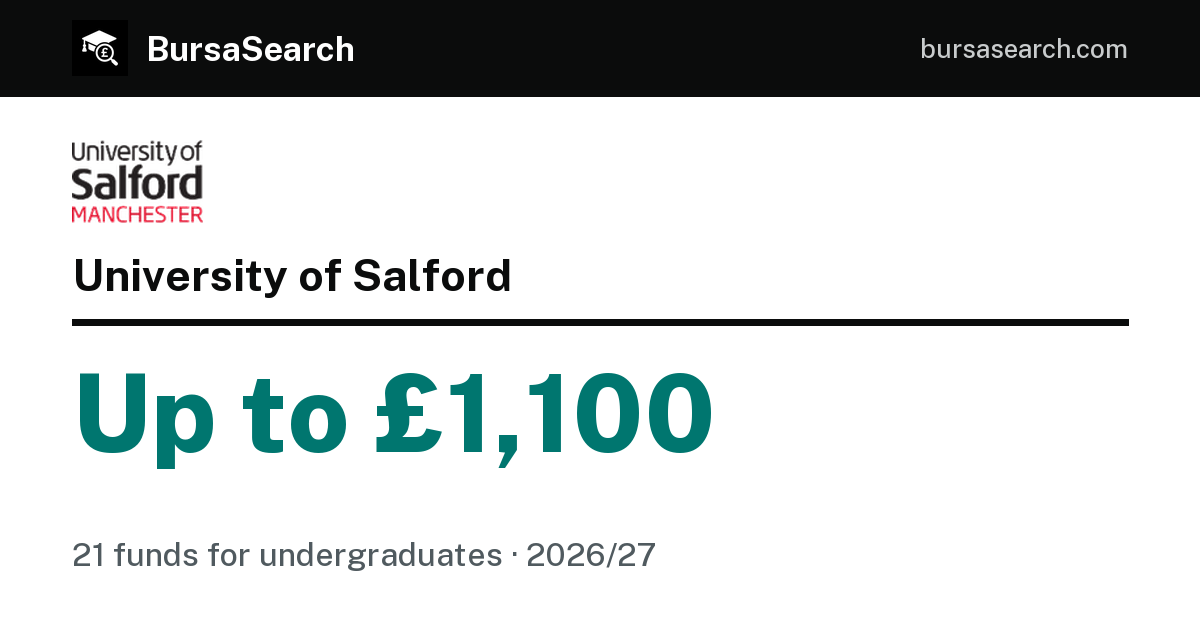 BursaSearch
bursasearch.com
University of
Salford
MANCHESTER
University of Salford
Up to £1,100
21 funds for undergraduates · 2026/27